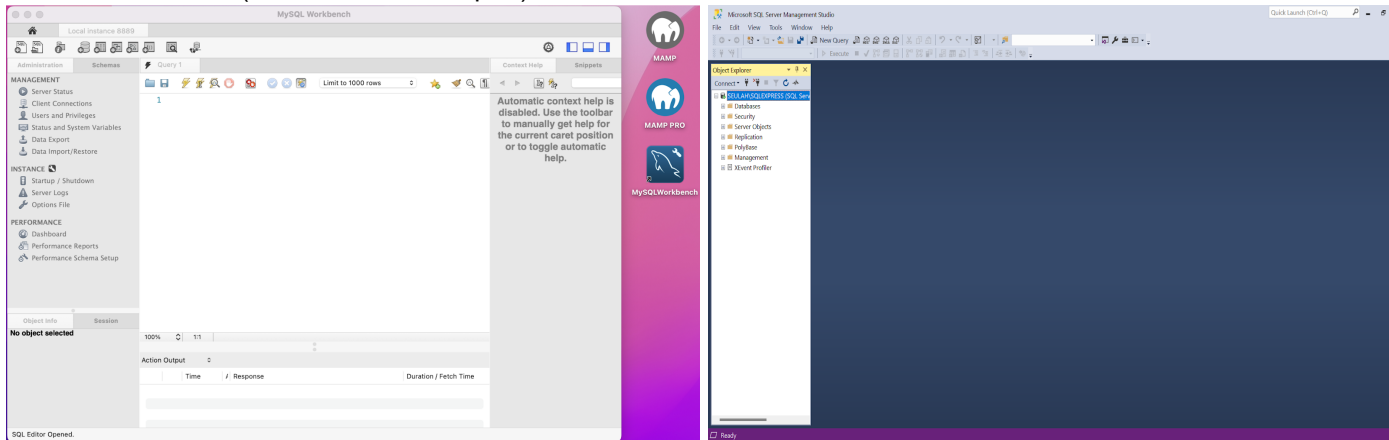 MySQL Workbench
Local instance 8889
Administration Schemas
Query 1
Context Help Snippets
MANAGEMENT
Server Status
Client Connections
Users and Privileges
Status and System Variables
Data Export
Data Import/Restore
INSTANCE
Startup / Shutdown
Server Logs
Options File
PERFORMANCE
Dashboard
Performance Reports
Performance Schema Setup
Object Info Session
No object selected
SQL Editor Opened.
Limit to 1000 rows
1
100% 1:1
Action Output
Time Response Duration / Fetch Time
Automatic context help is
disabled. Use the toolbar
to manually get help for
the current caret position
or to toggle automatic
help.
MAMP
MAMP PRO
MySQLWorkbench
Microsoft SQL Server Management Studio
Quick Launch (Ctrl+Q)
File Edit View Tools Window Help
New Query
Execute
Object Explorer
Connect
SEULAH\SQLEXPRESS (SQL Serv
Databases
Security
Server Objects
Replication
PolyBase
Management
XEvent Profiler
Ready